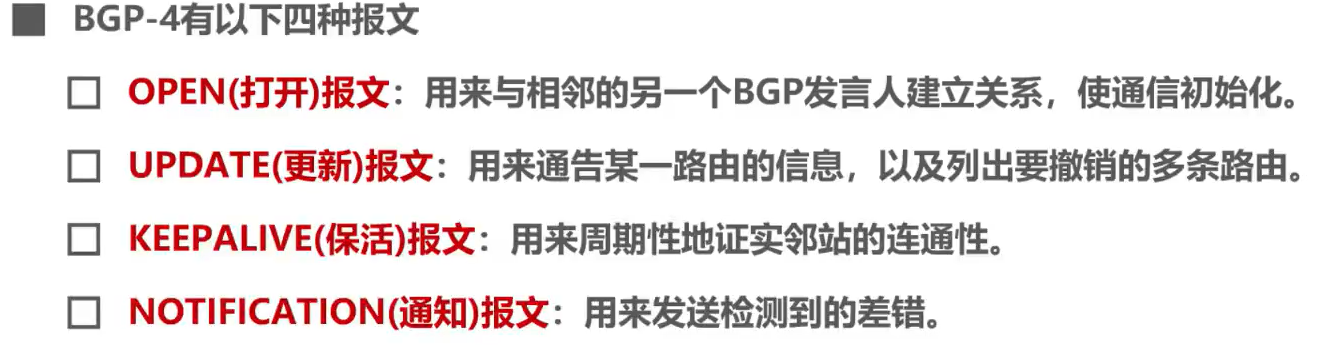 BGP-4有以下四种报文
OPEN(打开)报文：用来与相邻的另一个BGP发言人建立关系，使通信初始化。
UPDATE(更新)报文：用来通告某一路由的信息，以及列出要撤销的多条路由。
KEEPALIVE(保活)报文：用来周期性地证实邻站的连通性。
NOTIFICATION(通知)报文：用来发送检测到的差错。